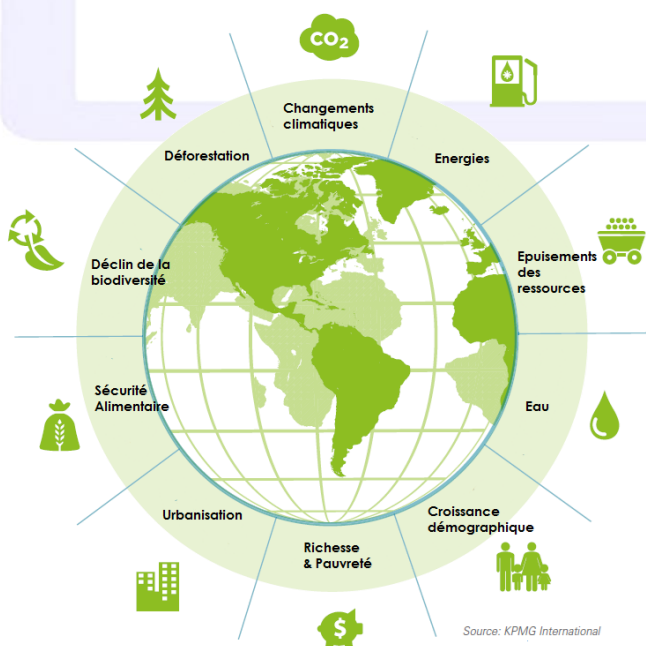 CO2
Changements
climatiques
Energies
Epuisements
des
ressources
Eau
Croissance
démographique
Richesse
& Pauvreté
$
Urbanisation
Sécurité
Alimentaire
Déclin de la
biodiversité
Déforestation
Source: KPMG International